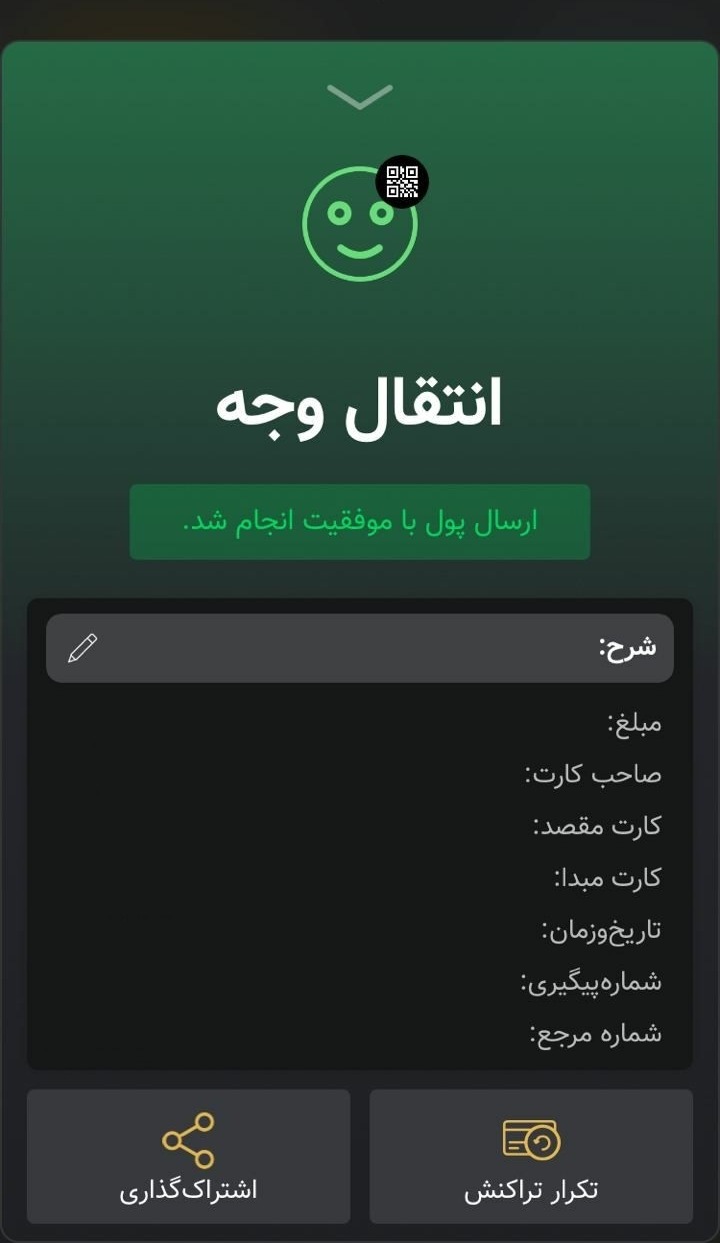 انتقال وجه
ارسال پول با موفقیت انجام شد.
شرح:
مبلغ:
صاحب کارت:
کارت مقصد:
کارت مبدا:
تاریخ‌وزمان:
شماره‌پیگیری:
شماره مرجع:
تکرار تراکنش
اشتراک‌گذاری